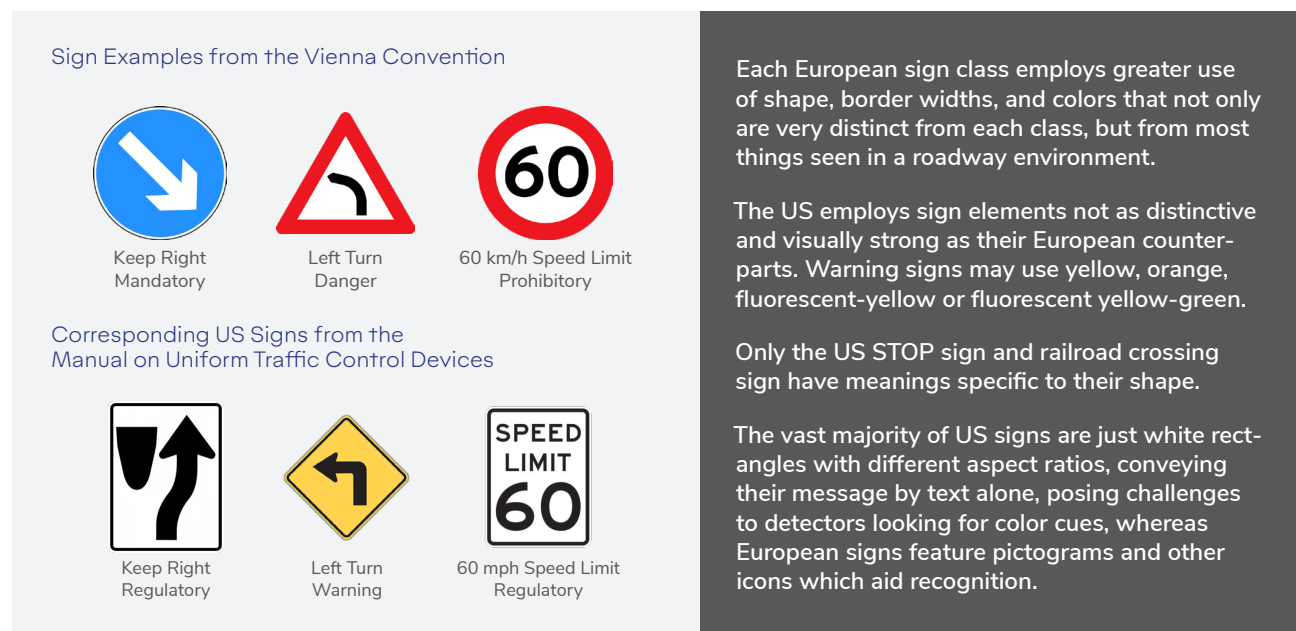 Sign Examples from the Vienna Convention
60
Keep Right
Mandatory
Left Turn
Danger
60 km/h Speed Limit
Prohibitory
Corresponding US Signs from the
Manual on Uniform Traffic Control Devices
SPEED
LIMIT
60
Keep Right
Regulatory
Left Turn
Warning
60 mph Speed Limit
Regulatory
Each European sign class employs greater use
of shape, border widths, and colors that not only
are very distinct from each class, but from most
things seen in a roadway environment.
The US employs sign elements not as distinctive
and visually strong as their European counter-
parts. Warning signs may use yellow, orange,
fluorescent-yellow or fluorescent yellow-green.
Only the US STOP sign and railroad crossing
sign have meanings specific to their shape.
The vast majority of US signs are just white rect-
angles with different aspect ratios, conveying
their message by text alone, posing challenges
to detectors looking for color cues, whereas
European signs feature pictograms and other
icons which aid recognition.